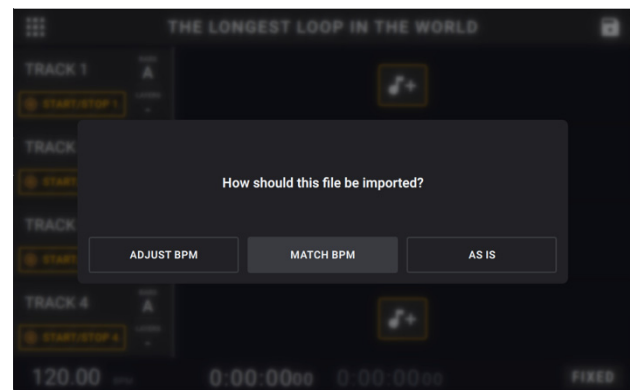 THE LONGEST LOOP IN THE WORLD
TRACK 1
A
START/STOP 1
TRACK
START
How should this file be imported?
TRACK
START
ADJUST BPM MATCH BPM AS IS
TRACK 4
A
START/STOP 4
120.00 0:00:0000 0:00:0000 FIXED